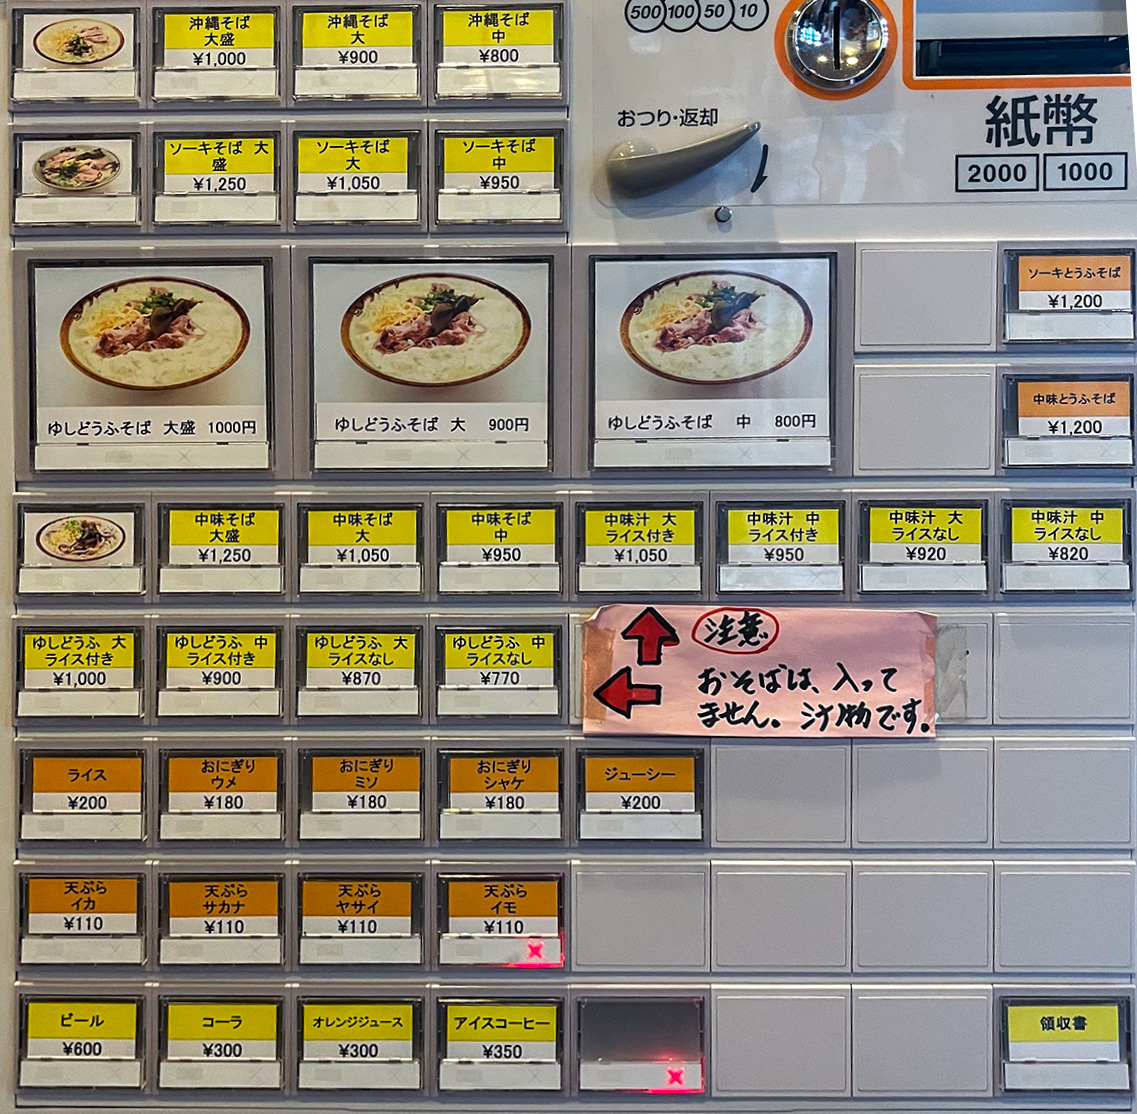 500 100 50 10
おつり・返却
紙幣
2000 1000
沖縄そば
大盛
¥1,000
沖縄そば
大
¥900
沖縄そば
中
¥800
ソーキそば 大
盛
¥1,250
ソーキそば
大
¥1,050
ソーキそば
中
¥950
ゆしどうふそば 大盛 1000円
ゆしどうふそば 大 900円
ゆしどうふそば 中 800円
ソーキとうふそば
¥1,200
中味とうふそば
¥1,200
中味そば
大盛
¥1,250
中味そば
大
¥1,050
中味そば
中
¥950
中味汁 大
ライス付き
¥1,050
中味汁 中
ライス付き
¥950
中味汁 大
ライスなし
¥920
中味汁 中
ライスなし
¥820
ゆしどうふ 大
ライス付き
¥1,000
ゆしどうふ 中
ライス付き
¥900
ゆしどうふ 大
ライスなし
¥870
ゆしどうふ 中
ライスなし
¥770
注意
おそばは、入って
ません。汁物です。
ライス
¥200
おにぎり
ウメ
¥180
おにぎり
ミソ
¥180
おにぎり
シャケ
¥180
ジューシー
¥200
天ぷら
イカ
¥110
天ぷら
サカナ
¥110
天ぷら
ヤサイ
¥110
天ぷら
イモ
¥110
ビール
¥600
コーラ
¥300
オレンジジュース
¥300
アイスコーヒー
¥350
領収書